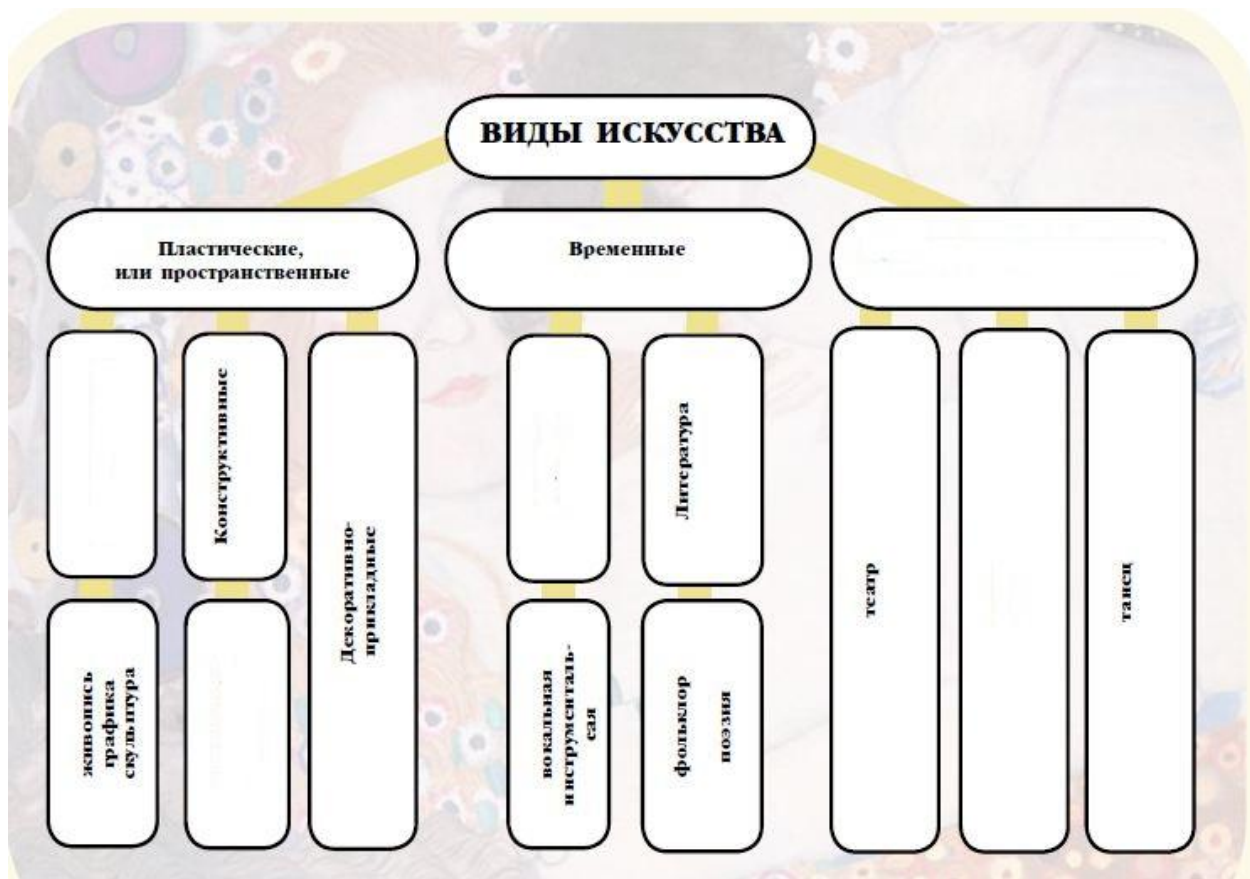 ВИДЫ ИСКУССТВА
Пластические,
или пространственные
Временные
Конструктивные
Декоративно-
прикладные
живопись
графика
скульптура
Литература
вокальная
инструменталь-
сая
фольклор
поэзия
театр
танец